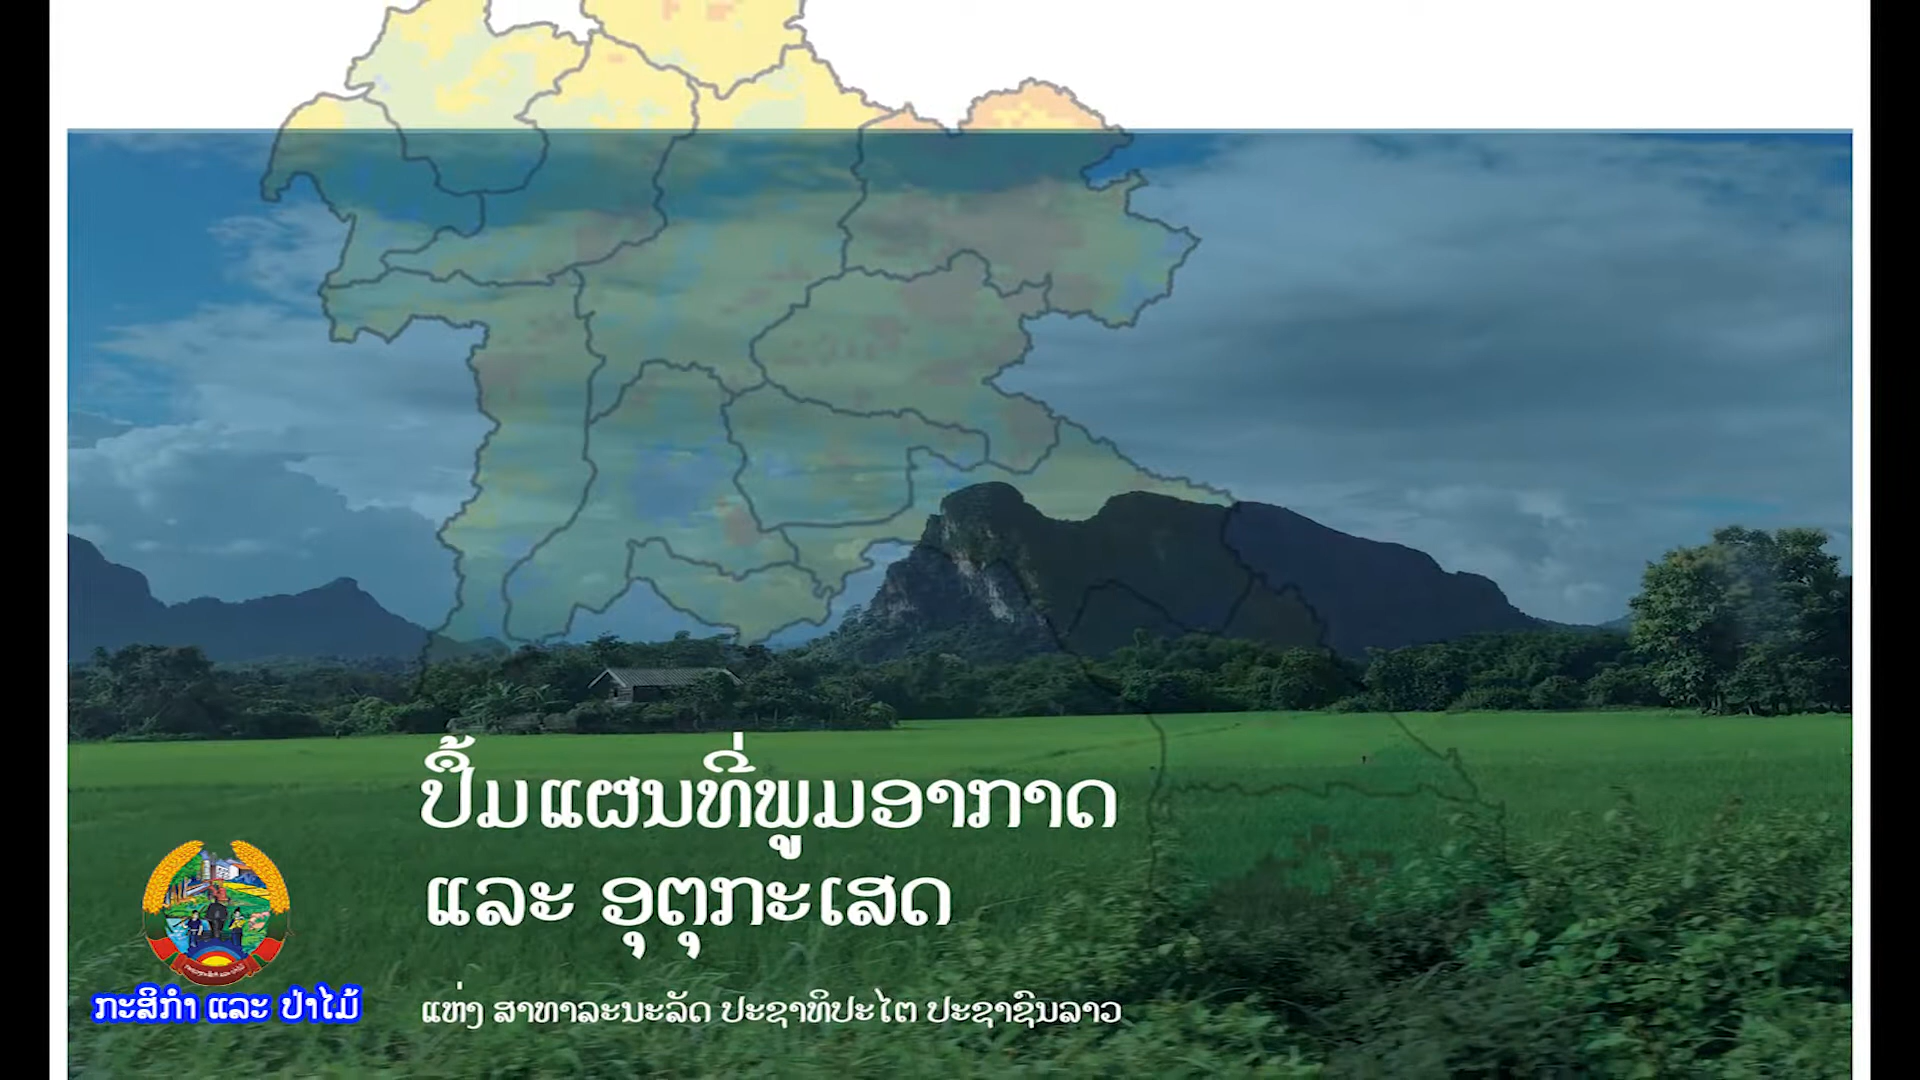 ປຶ້ມແຜນທີ່ພູມອາກາດ
ແລະ ອຸຕຸກະເສດ
ແຫ່ງ ສາທາລະນະລັດ ປະຊາທິປະໄຕ ປະຊາຊົນລາວ
ກະສິກຳ ແລະ ປ່າໄມ້